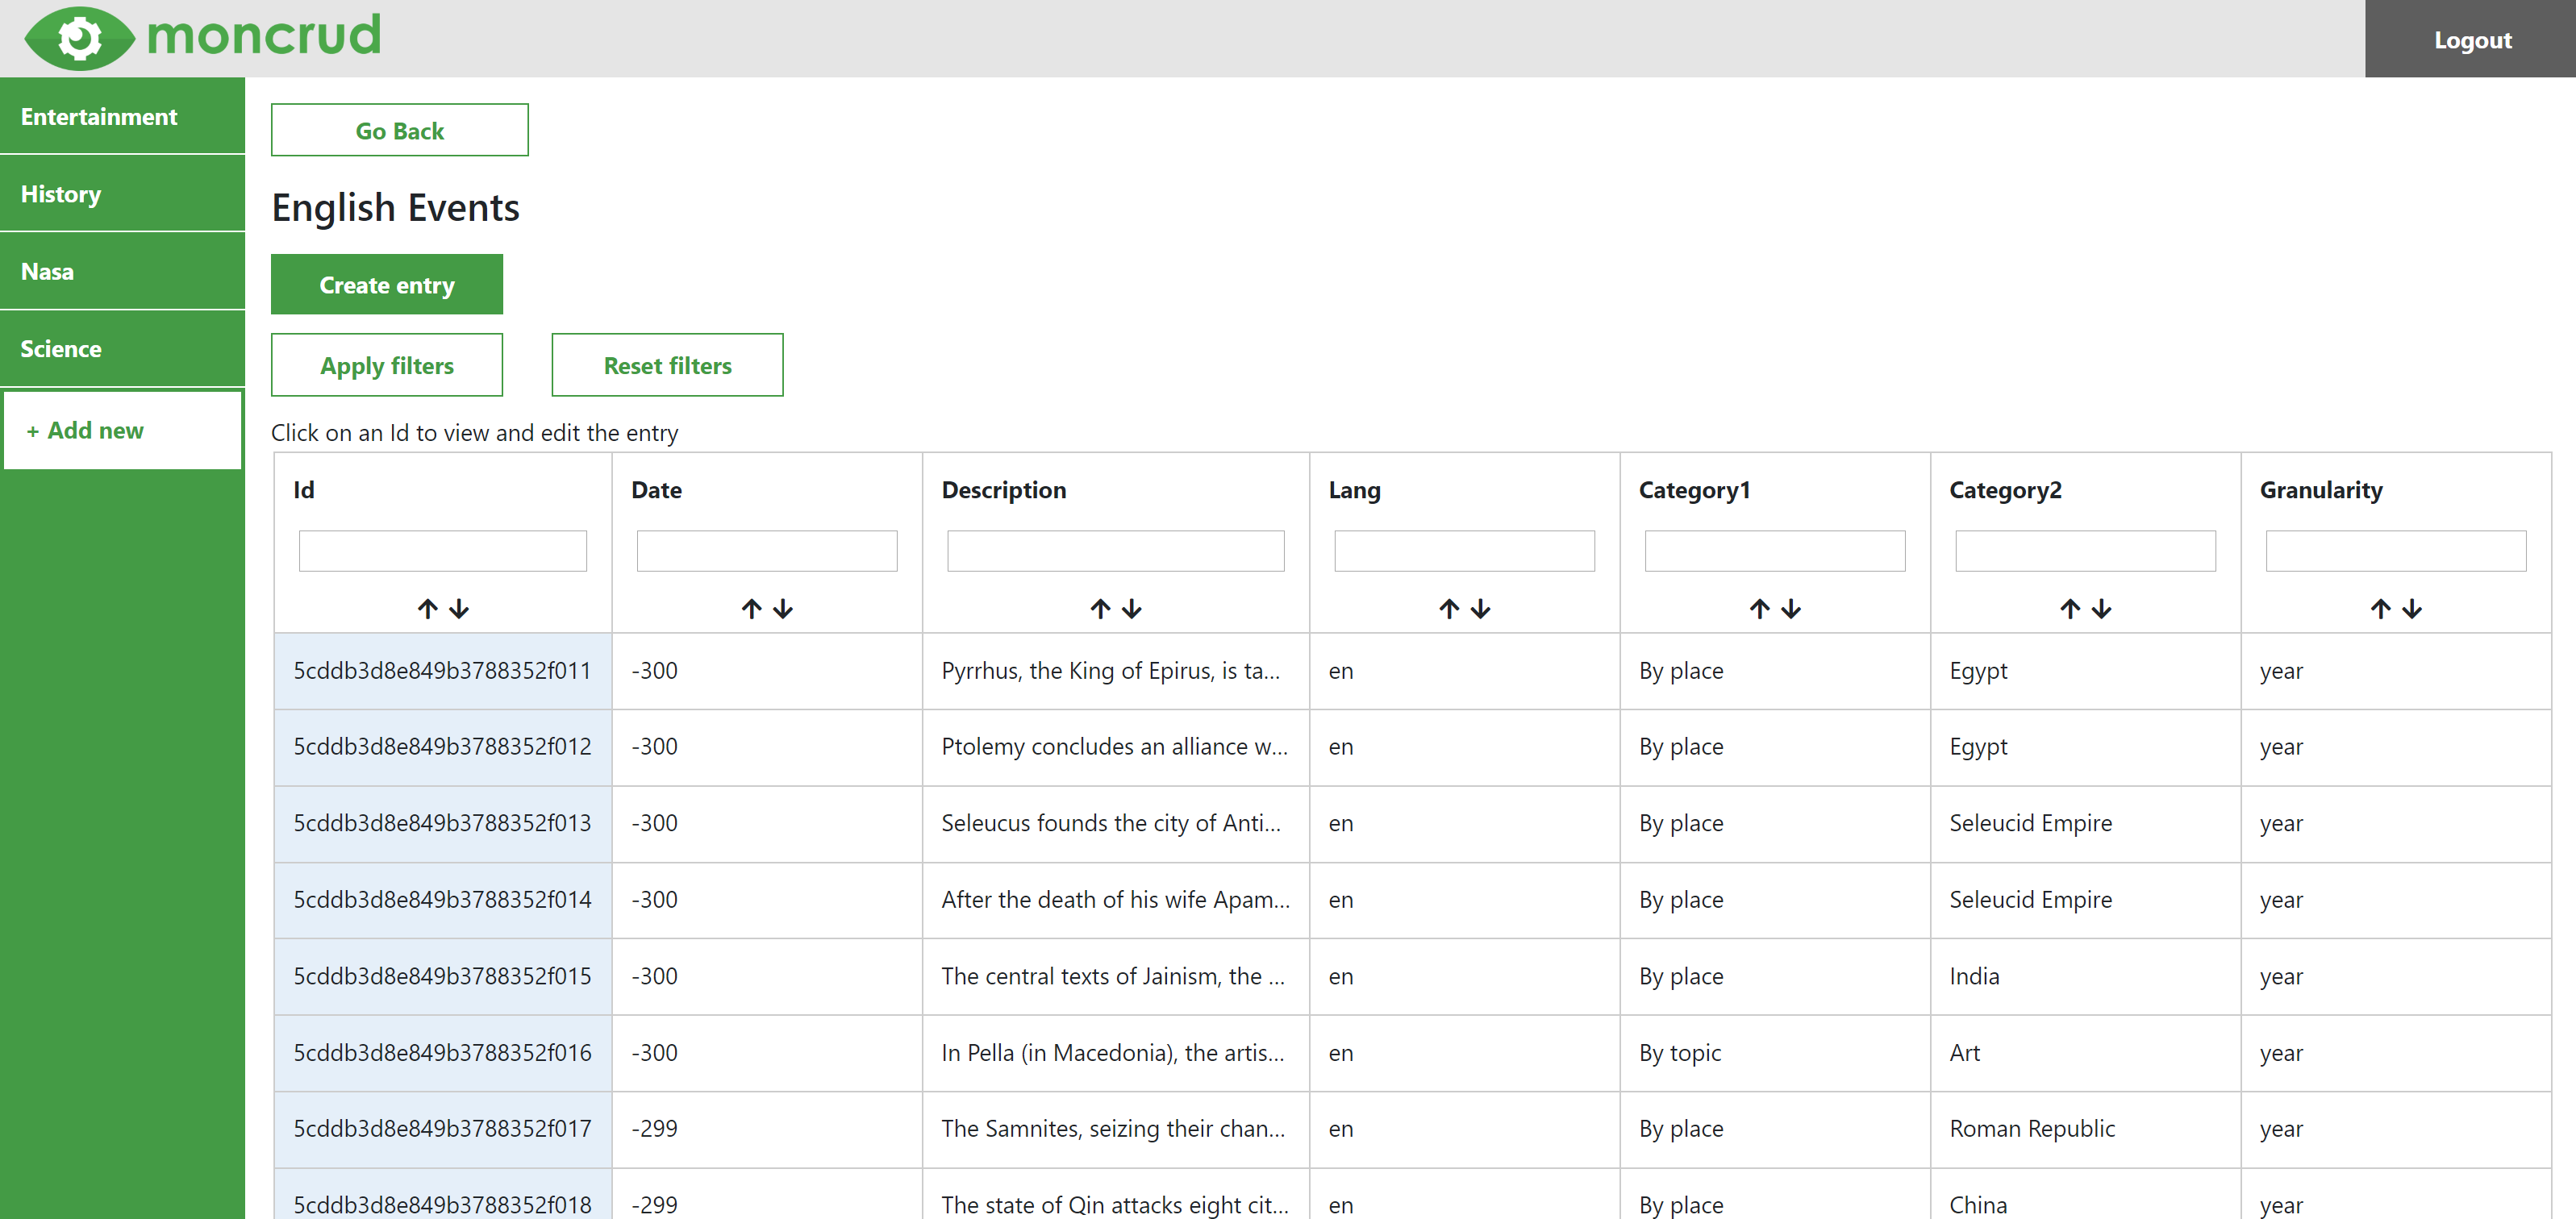 moncrud
Logout
Entertainment
History
Nasa
Science
+ Add new
Go Back
English Events
Create entry
Apply filters Reset filters
Click on an Id to view and edit the entry
Id Date Description Lang Category1 Category2 Granularity
5cddb3d8e849b3788352f011 -300 Pyrrhus, the King of Epirus, is ta... en By place Egypt year
5cddb3d8e849b3788352f012 -300 Ptolemy concludes an alliance w... en By place Egypt year
5cddb3d8e849b3788352f013 -300 Seleucus founds the city of Anti... en By place Seleucid Empire year
5cddb3d8e849b3788352f014 -300 After the death of his wife Apam... en By place Seleucid Empire year
5cddb3d8e849b3788352f015 -300 The central texts of Jainism, the ... en By place India year
5cddb3d8e849b3788352f016 -300 In Pella (in Macedonia), the artis... en By topic Art year
5cddb3d8e849b3788352f017 -299 The Samnites, seizing their chan... en By place Roman Republic year
5cddb3d8e849b3788352f018 -299 The state of Qin attacks eight cit... en By place China year